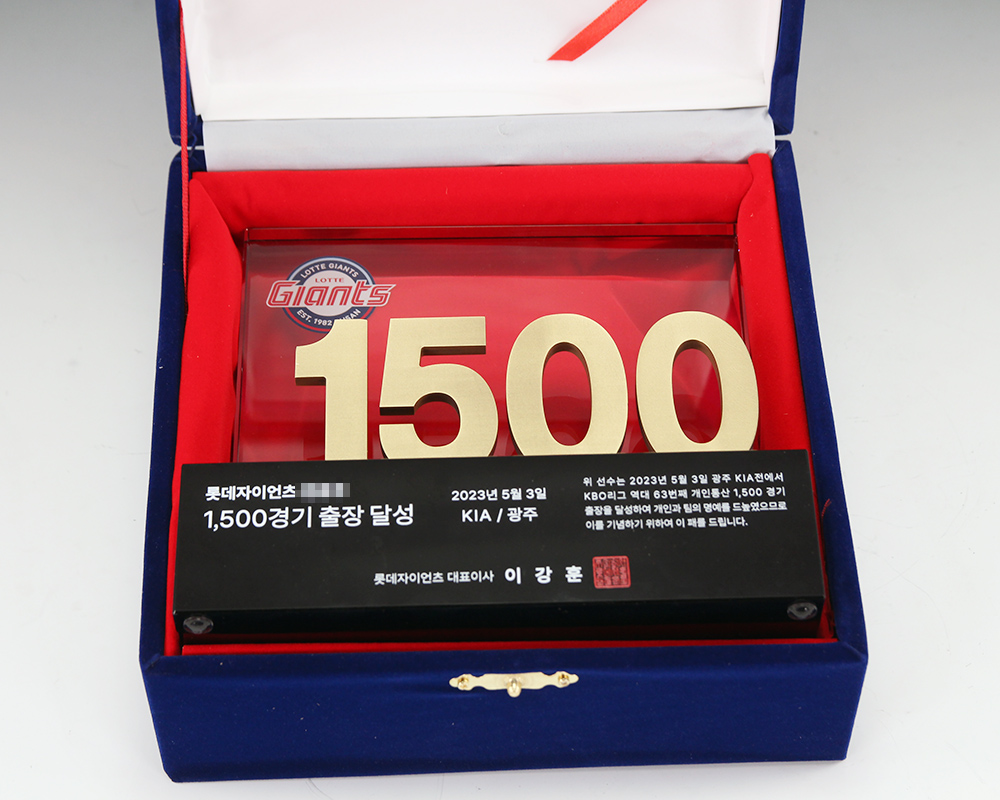 LOTTE GIANTS
LOTTE
Giants
EST. 1982 BUSAN
1500
롯데자이언츠
1,500경기 출장 달성
2023년 5월 3일
KIA / 광주
위 선수는 2023년 5월 3일 광주 KIA전에서
KBO리그 역대 63번째 개인통산 1,500 경기
출장을 달성하여 개인과 팀의 명예를 드높였으므로
이를 기념하기 위하여 이 패를 드립니다.
롯데자이언츠 대표이사 이 강 훈